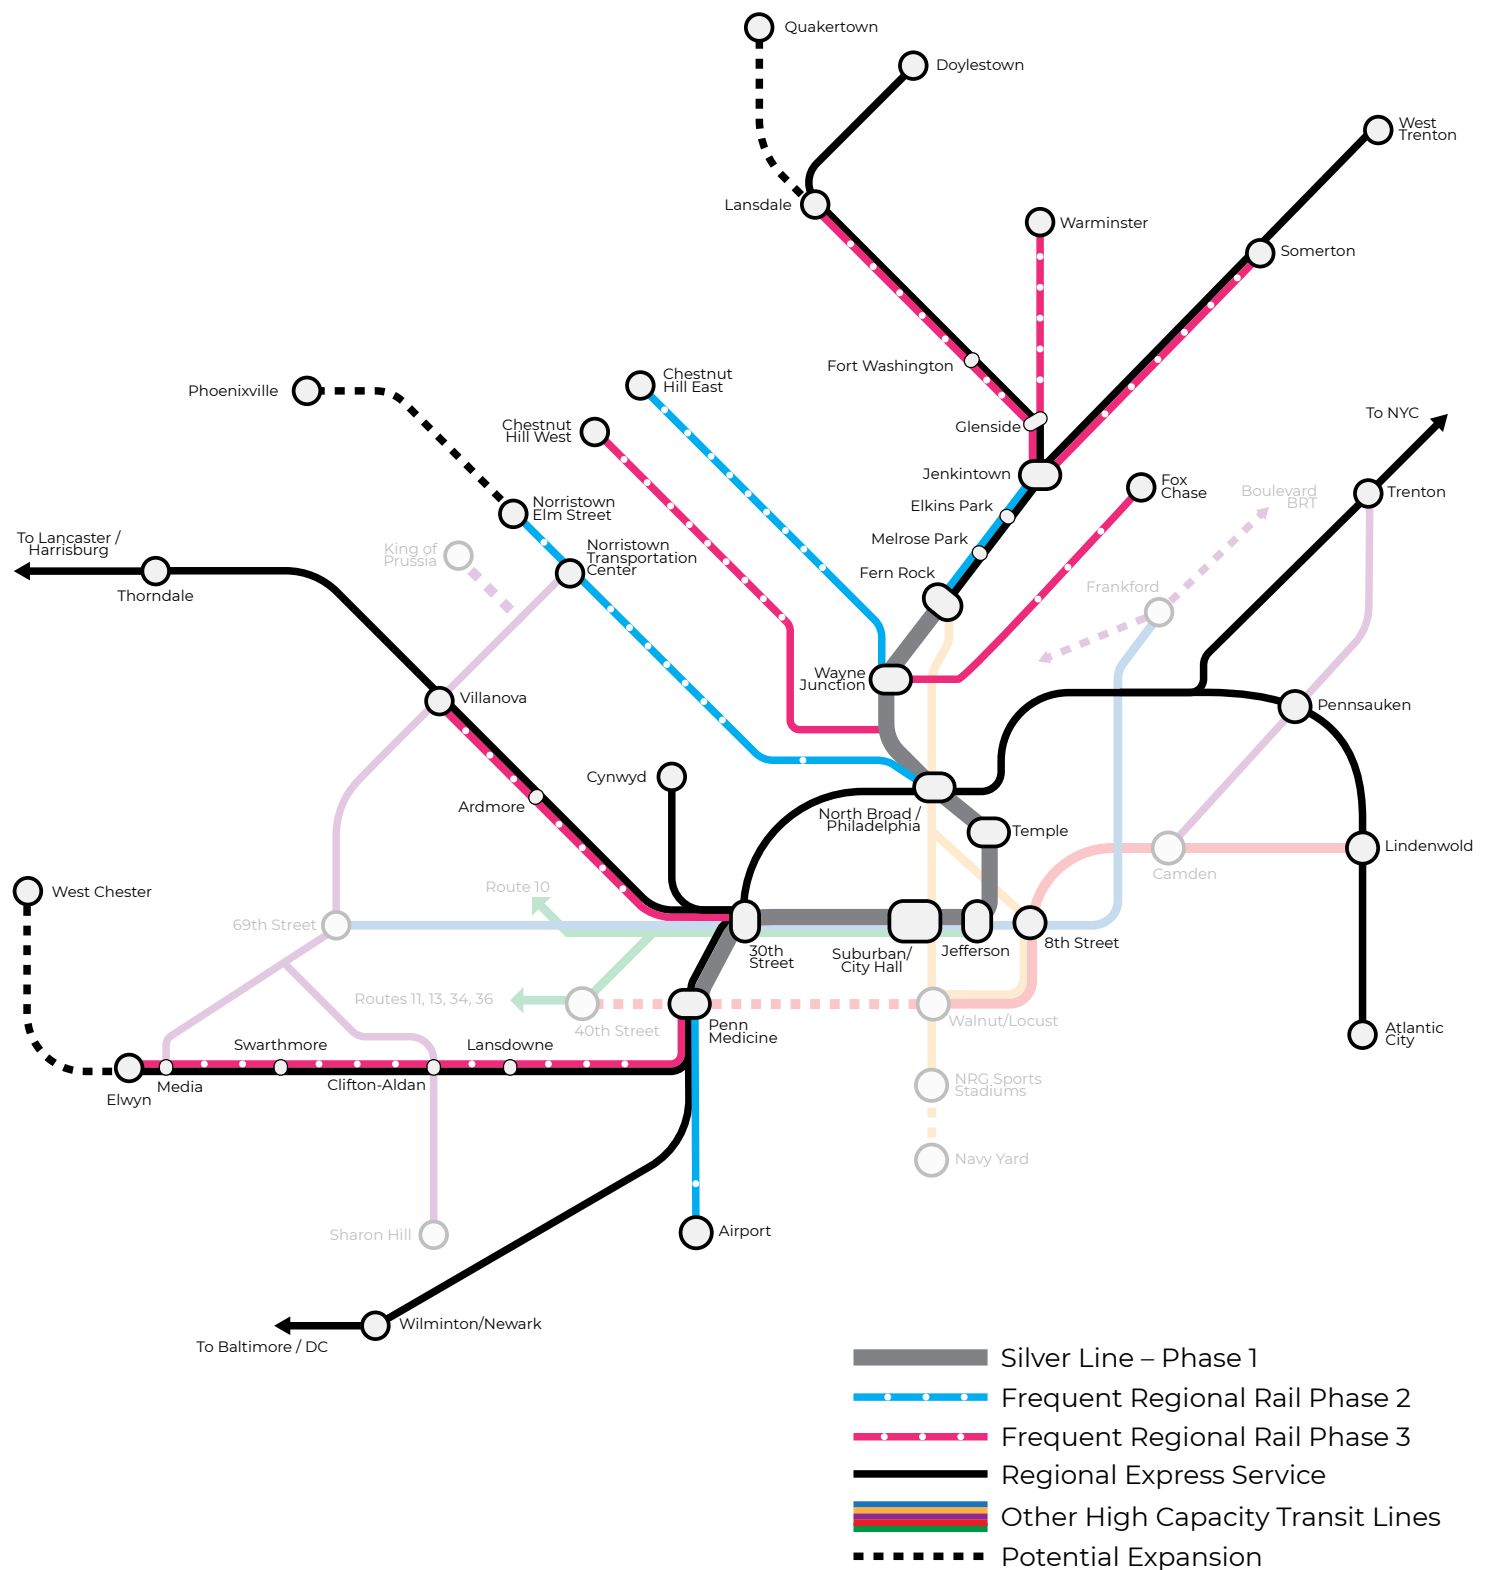 Quakertown
Doylestown
West
Trenton
Lansdale
Warminster
Somerton
Fort Washington
Chestnut
Hill East
Phoenixville
Chestnut
Hill West
Glenside
To NYC
Jenkintown
Fox
Chase
Boulevard
BRT
Trenton
Norristown
Elm Street
Elkins Park
To Lancaster /
Harrisburg
King of
Prussia
Norristown
Transportation
Center
Melrose Park
Fern Rock
Frankford
Thorndale
Wayne
Junction
Villanova
Pennsauken
Cynwyd
Ardmore
North Broad /
Philadelphia
Temple
Lindenwold
Camden
West Chester
Route 10
69th Street
30th
Street
Suburban/
City Hall
Jefferson
8th Street
Routes 11, 13, 34, 36
40th Street
Penn
Medicine
Walnut/Locust
Atlantic
City
Swarthmore
Lansdowne
Media
Clifton-Aldan
Elwyn
NRG Sports
Stadiums
Navy Yard
Sharon Hill
Airport
Wilminton/Newark
To Baltimore / DC
Silver Line – Phase 1
Frequent Regional Rail Phase 2
Frequent Regional Rail Phase 3
Regional Express Service
Other High Capacity Transit Lines
Potential Expansion